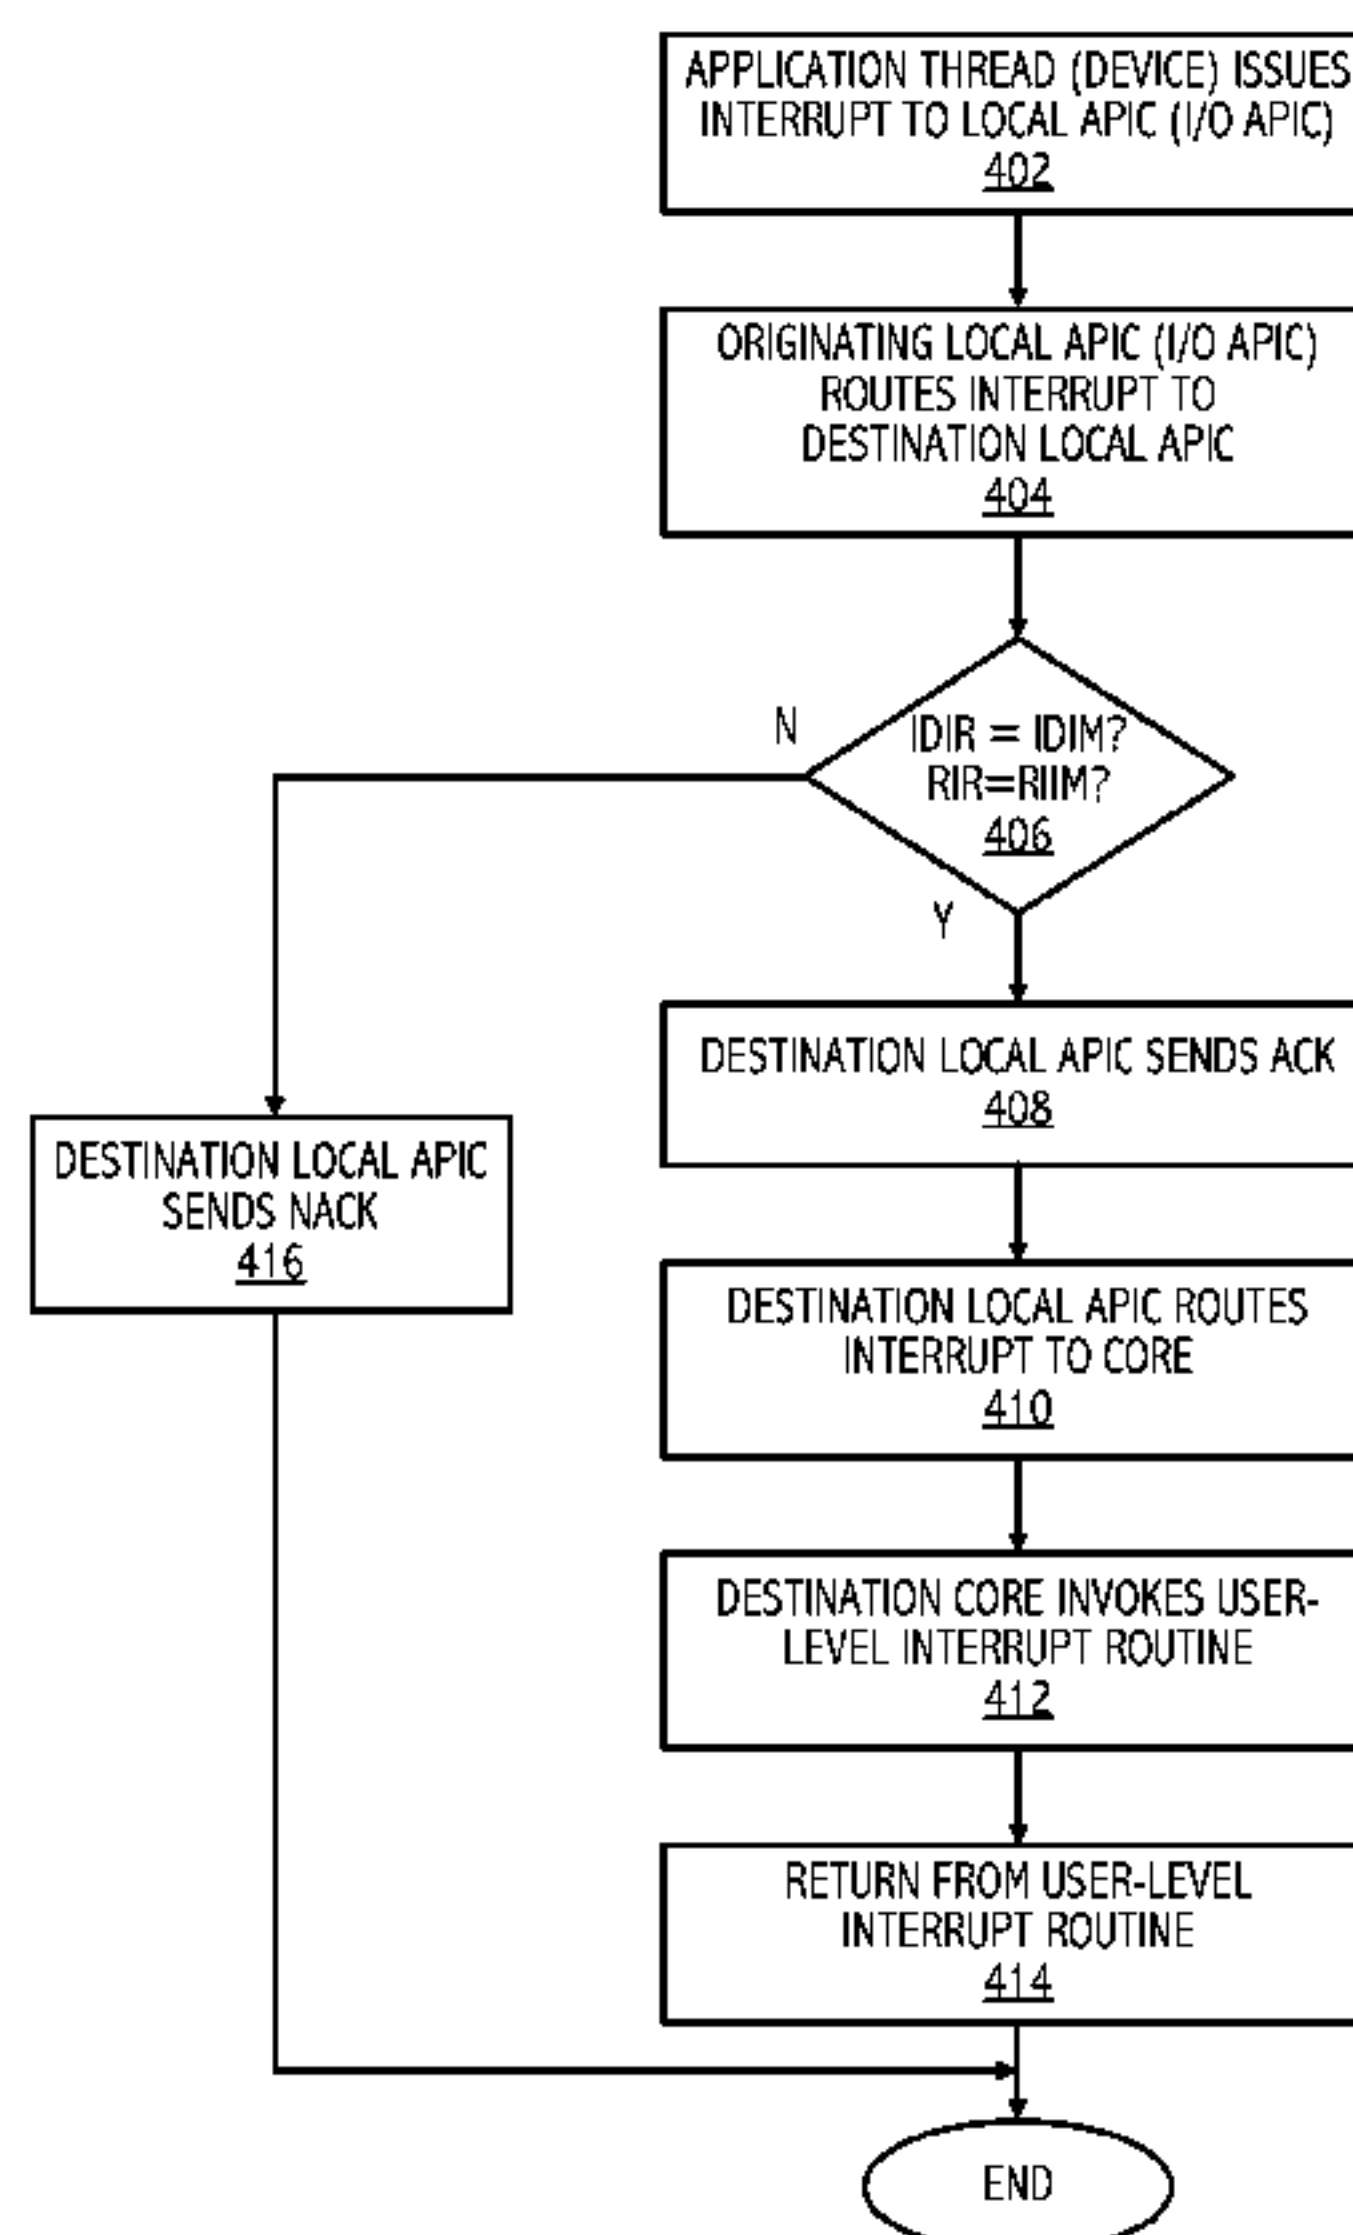 APPLICATION THREAD (DEVICE) ISSUES
INTERRUPT TO LOCAL APIC (I/O APIC)
402
ORIGINATING LOCAL APIC (I/O APIC)
ROUTES INTERRUPT TO
DESTINATION LOCAL APIC
404
N
IDIR = IDIM?
RIR=RIIM?
406
Y
DESTINATION LOCAL APIC SENDS ACK
408
DESTINATION LOCAL APIC
SENDS NACK
416
DESTINATION LOCAL APIC ROUTES
INTERRUPT TO CORE
410
DESTINATION CORE INVOKES USER-
LEVEL INTERRUPT ROUTINE
412
RETURN FROM USER-LEVEL
INTERRUPT ROUTINE
414
END